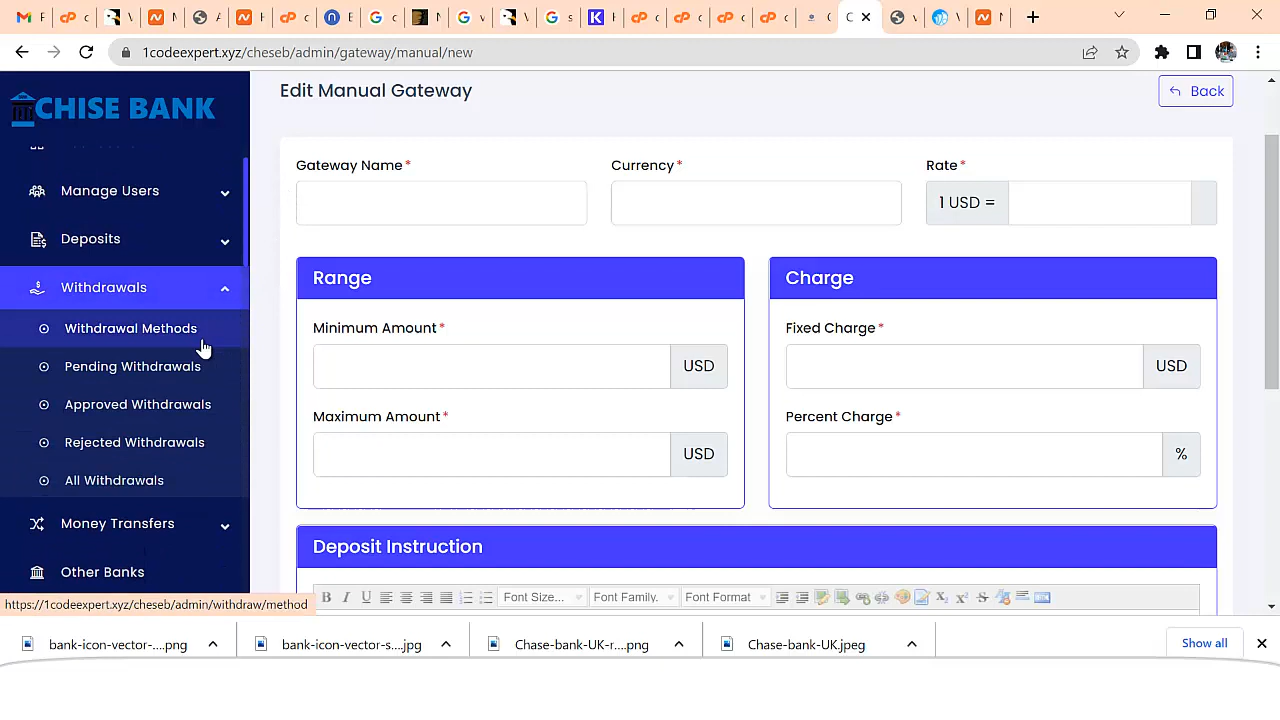 1codeexpert.xyz/cheseb/admin/gateway/manual/new
CHISE BANK
Manage Users
Deposits
Withdrawals
Withdrawal Methods
Pending Withdrawals
Approved Withdrawals
Rejected Withdrawals
All Withdrawals
Money Transfers
Other Banks
Edit Manual Gateway
Back
Gateway Name*
Currency*
Rate*
1 USD =
Range
Charge
Minimum Amount*
USD
Fixed Charge*
USD
Maximum Amount*
USD
Percent Charge*
%
Deposit Instruction
B I U
Font Size...
Font Family.
Font Format
https://1codeexpert.xyz/cheseb/admin/withdraw/method
bank-icon-vector-....png
bank-icon-vector-s....jpg
Chase-bank-UK-r....png
Chase-bank-UK.jpeg
Show all